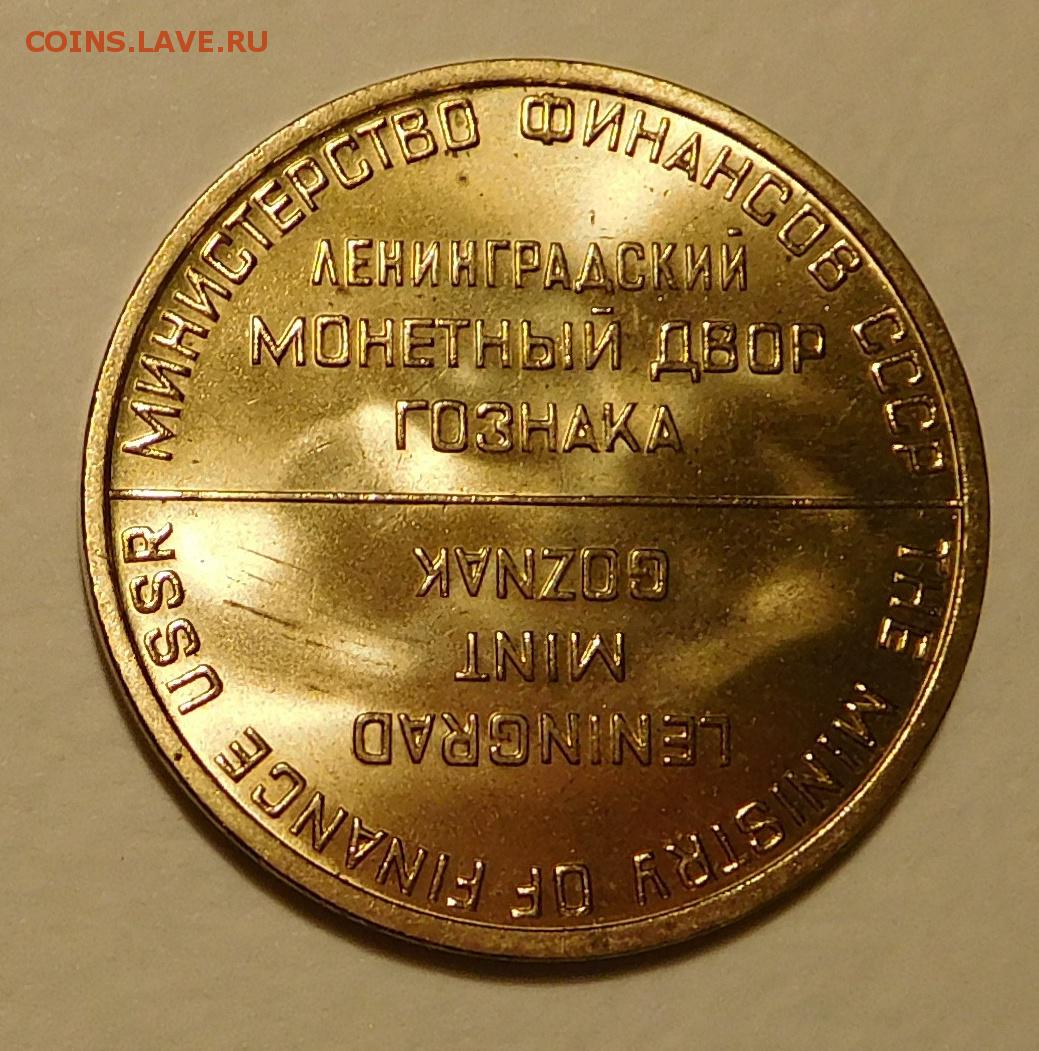 COINS.LAVE.RU
МИНИСТЕРСТВО ФИНАНСОВ СССР
ЛЕНИНГРАДСКИЙ
МОНЕТНЫЙ ДВОР
ГОЗНАКА
THE MINISTRY OF FINANCE USSR
LENINGRAD
MINT
GOZNAK